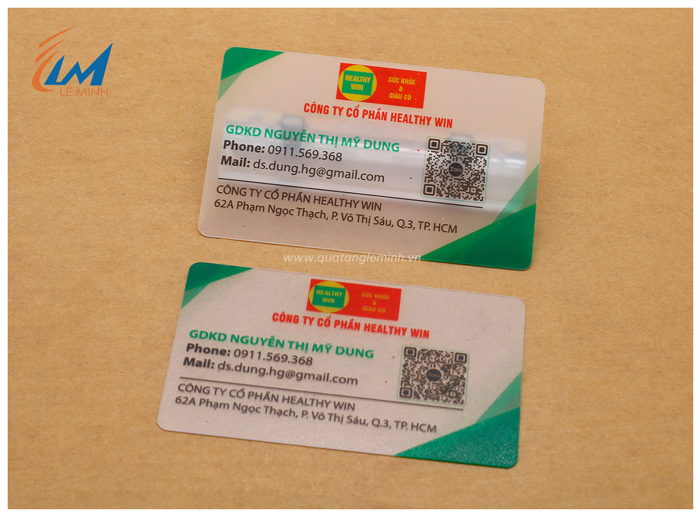 LM
LÊ MINH
HEALTHY
WIN
SỨC KHỎE
&
GIÀU CÓ
CÔNG TY CỔ PHẦN HEALTHY WIN
GDKD NGUYỄN THỊ MỸ DUNG
Phone: 0911.569.368
Mail: ds.dung.hg@gmail.com
CÔNG TY CỔ PHẦN HEALTHY WIN
62A Phạm Ngọc Thạch, P. Võ Thị Sáu, Q.3, TP. HCM
www.quatangleminh.vn
HEALTHY
WIN
SỨC KHỎE
&
GIÀU CÓ
CÔNG TY CỔ PHẦN HEALTHY WIN
GDKD NGUYỄN THỊ MỸ DUNG
Phone: 0911.569.368
Mail: ds.dung.hg@gmail.com
CÔNG TY CỔ PHẦN HEALTHY WIN
62A Phạm Ngọc Thạch, P. Võ Thị Sáu, Q.3, TP. HCM